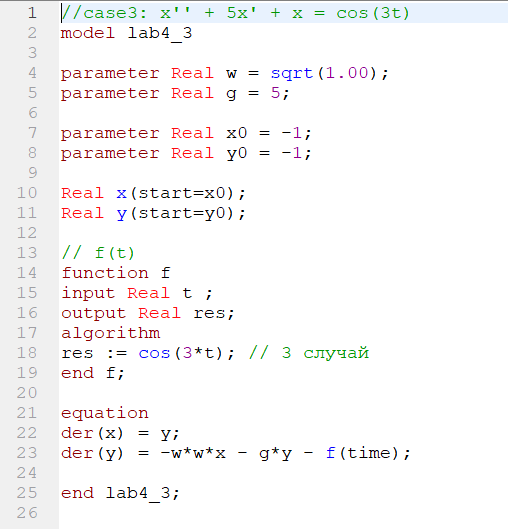 1 //case3: x'' + 5x' + x = cos(3t)
2 model lab4_3
3
4 parameter Real w = sqrt(1.00);
5 parameter Real g = 5;
6
7 parameter Real x0 = -1;
8 parameter Real y0 = -1;
9
10 Real x(start=x0);
11 Real y(start=y0);
12
13 // f(t)
14 function f
15 input Real t ;
16 output Real res;
17 algorithm
18 res := cos(3*t); // 3 случай
19 end f;
20
21 equation
22 der(x) = y;
23 der(y) = -w*w*x - g*y - f(time);
24
25 end lab4_3;
26